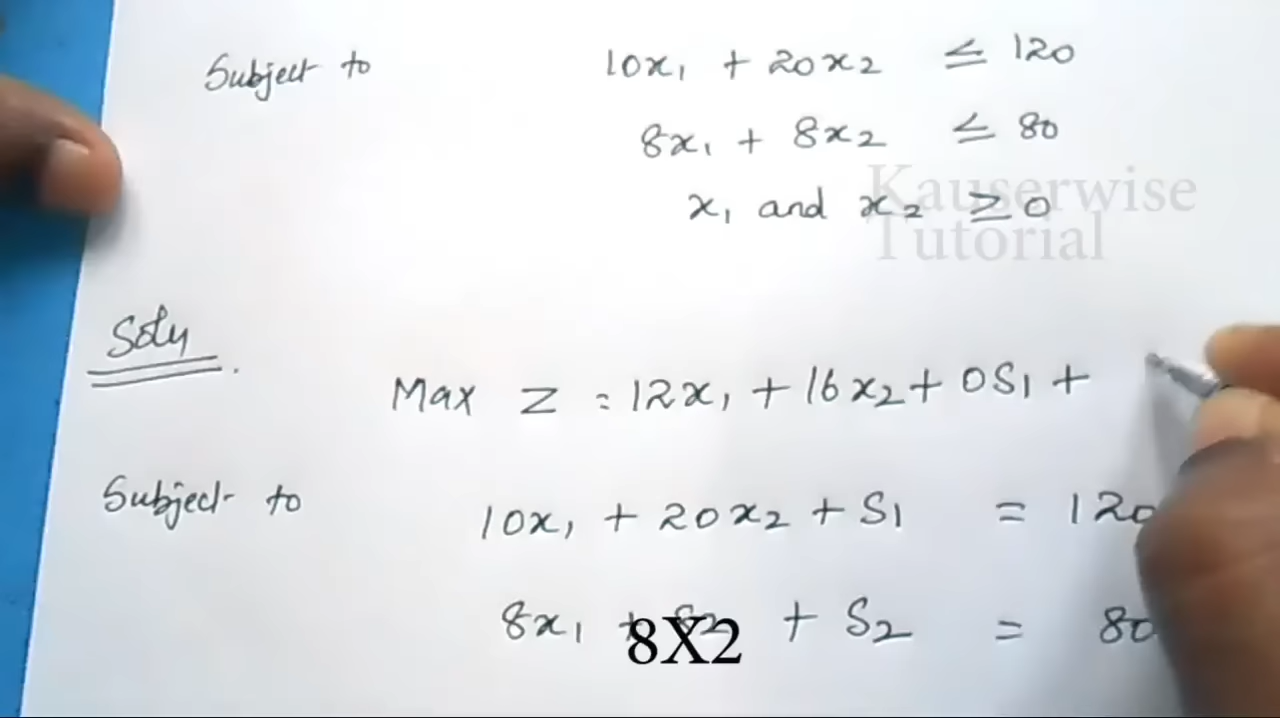 Subject to 10x₁ + 20x₂ ≤ 120
8x₁ + 8x₂ ≤ 80
x₁ and x₂ ≥ 0
Kauserwise
Tutorial
Soln
Max Z = 12x₁ + 16x₂ + 0S₁ +
Subject to 10x₁ + 20x₂ + S₁ = 120
8x₁ + 8X2 + S₂ = 80